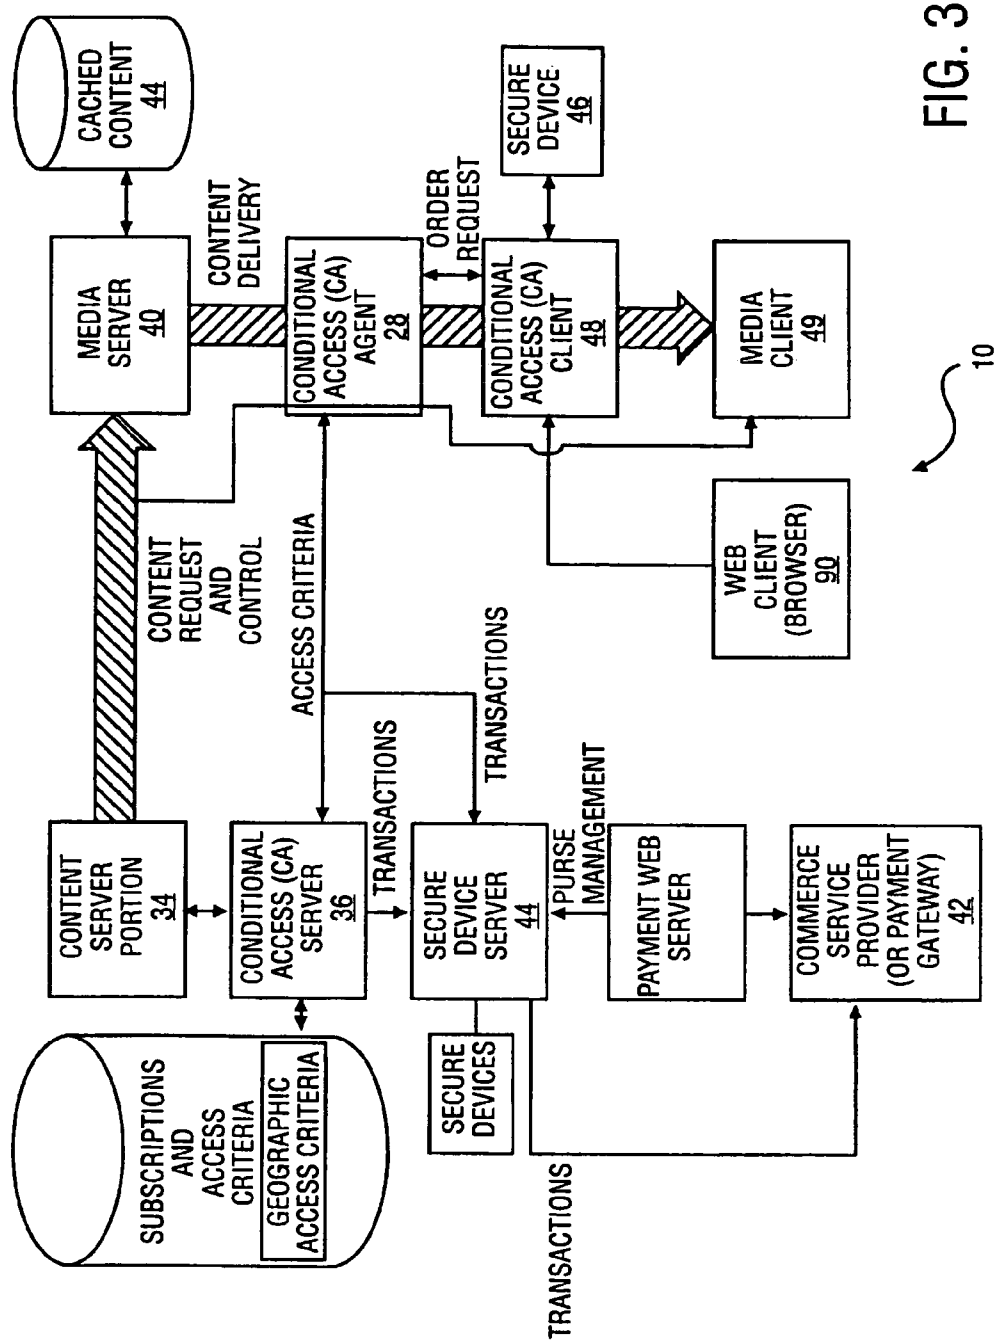 SUBSCRIPTIONS
AND
ACCESS
CRITERIA
GEOGRAPHIC
ACCESS CRITERIA
CONTENT
SERVER
PORTION
34
CONTENT
REQUEST
AND
CONTROL
MEDIA
SERVER
40
CACHED
CONTENT
44
CONTENT
DELIVERY
CONDITIONAL
ACCESS (CA)
SERVER
36
ACCESS CRITERIA
CONDITIONAL
ACCESS (CA)
AGENT
28
TRANSACTIONS
TRANSACTIONS
ORDER
REQUEST
SECURE
DEVICES
SECURE
DEVICE
SERVER
44
CONDITIONAL
ACCESS (CA)
CLIENT
48
SECURE
DEVICE
46
PURSE
MANAGEMENT
TRANSACTIONS
PAYMENT WEB
SERVER
WEB
CLIENT
(BROWSER)
90
MEDIA
CLIENT
49
COMMERCE
SERVICE
PROVIDER
(OR PAYMENT
GATEWAY)
42
10
FIG. 3